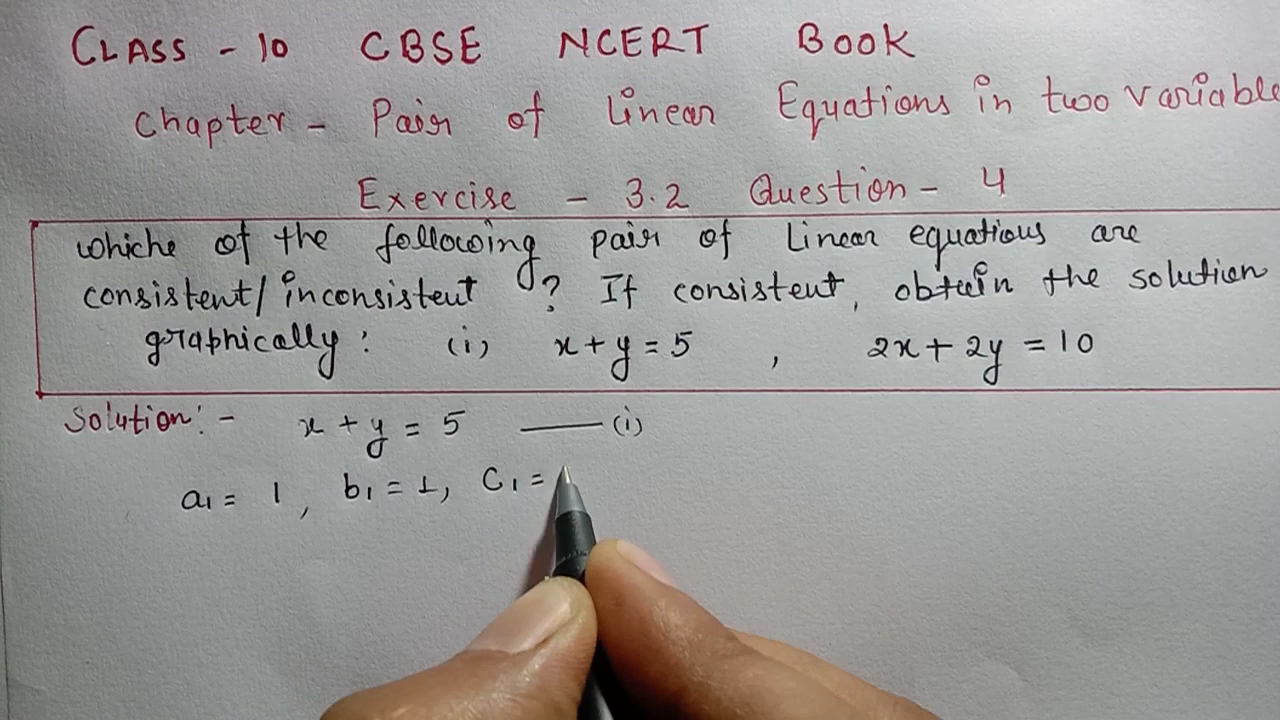 CLASS - 10 CBSE NCERT BOOK
Chapter - Pair of linear Equations in two variable
Exercise - 3.2 Question - 4
whiche of the following pair of linear equations are
consistent/inconsistent ? If consistent, obtain the solution
graphically : (i) x + y = 5 , 2x + 2y = 10
Solution:- x + y = 5 —— (i)
a₁ = 1 , b₁ = 1, C₁ =